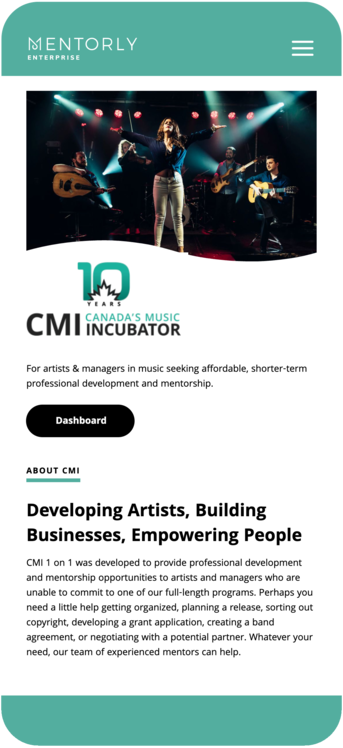 MENTORLY
ENTERPRISE
10
YEARS
CMI CANADA'S MUSIC INCUBATOR
For artists & managers in music seeking affordable, shorter-term
professional development and mentorship.
Dashboard
ABOUT CMI
Developing Artists, Building
Businesses, Empowering People
CMI 1 on 1 was developed to provide professional development
and mentorship opportunities to artists and managers who are
unable to commit to one of our full-length programs. Perhaps you
need a little help getting organized, planning a release, sorting out
copyright, developing a grant application, creating a band
agreement, or negotiating with a potential partner. Whatever your
need, our team of experienced mentors can help.